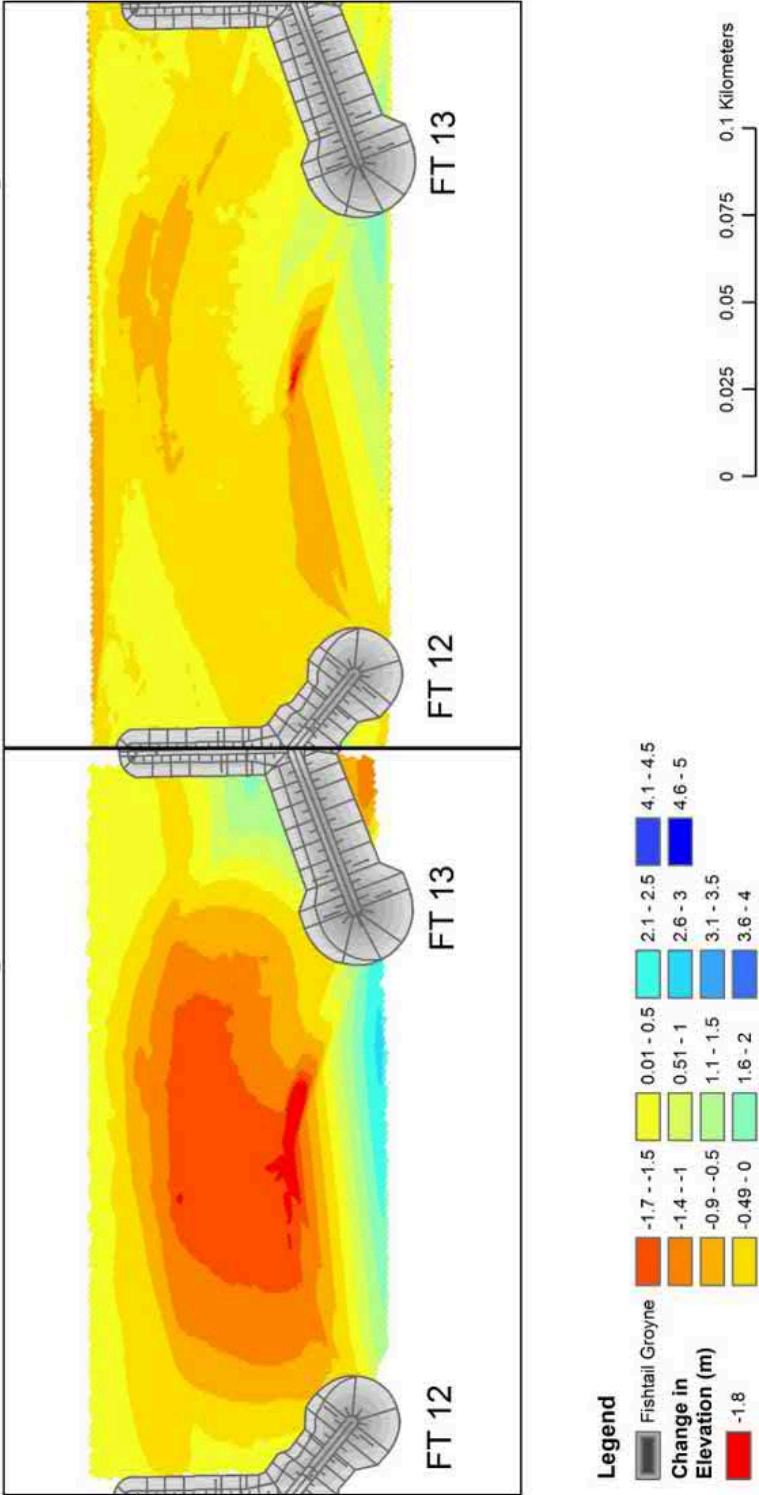 FT 12
FT 13
FT 12
FT 13
Legend
Fishtail Groyne
Change in
Elevation (m)
-1.8
-1.7 - -1.5
-1.4 - -1
-0.9 - -0.5
-0.49 - 0
0.01 - 0.5
0.51 - 1
1.1 - 1.5
1.6 - 2
2.1 - 2.5
2.6 - 3
3.1 - 3.5
3.6 - 4
4.1 - 4.5
4.6 - 5
0 0.025 0.05 0.075 0.1 Kilometers